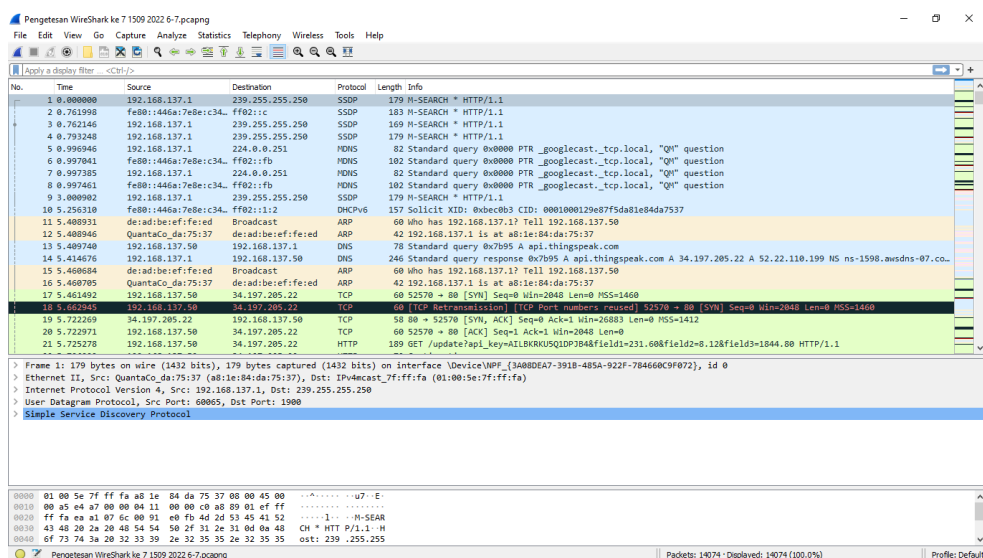 Pengetesan WireShark ke 7 1509 2022 6-7.pcapng
File Edit View Go Capture Analyze Statistics Telephony Wireless Tools Help
Apply a display filter ... <Ctrl-/>
No. Time Source Destination Protocol Length Info
1 0.000000 192.168.137.1 239.255.255.250 SSDP 179 M-SEARCH * HTTP/1.1
2 0.761998 fe80::446a:7e8e:c34… ff02::c SSDP 183 M-SEARCH * HTTP/1.1
3 0.762146 192.168.137.1 239.255.255.250 SSDP 169 M-SEARCH * HTTP/1.1
4 0.793248 192.168.137.1 239.255.255.250 SSDP 179 M-SEARCH * HTTP/1.1
5 0.996946 192.168.137.1 224.0.0.251 MDNS 82 Standard query 0x0000 PTR _googlecast._tcp.local, "QM" question
6 0.997041 fe80::446a:7e8e:c34… ff02::fb MDNS 102 Standard query 0x0000 PTR _googlecast._tcp.local, "QM" question
7 0.997385 192.168.137.1 224.0.0.251 MDNS 82 Standard query 0x0000 PTR _googlecast._tcp.local, "QM" question
8 0.997461 fe80::446a:7e8e:c34… ff02::fb MDNS 102 Standard query 0x0000 PTR _googlecast._tcp.local, "QM" question
9 3.000902 192.168.137.1 239.255.255.250 SSDP 179 M-SEARCH * HTTP/1.1
10 5.256310 fe80::446a:7e8e:c34… ff02::1:2 DHCPv6 157 Solicit XID: 0xbec0b3 CID: 0001000129e87f5da81e84da7537
11 5.408931 de:ad:be:ef:fe:ed Broadcast ARP 60 Who has 192.168.137.1? Tell 192.168.137.50
12 5.408946 QuantaCo_da:75:37 de:ad:be:ef:fe:ed ARP 42 192.168.137.1 is at a8:1e:84:da:75:37
13 5.409740 192.168.137.50 192.168.137.1 DNS 78 Standard query 0x7b95 A api.thingspeak.com
14 5.414676 192.168.137.1 192.168.137.50 DNS 246 Standard query response 0x7b95 A api.thingspeak.com A 34.197.205.22 A 52.22.110.199 NS ns-1598.awsdns-07.co…
15 5.460684 de:ad:be:ef:fe:ed Broadcast ARP 60 Who has 192.168.137.1? Tell 192.168.137.50
16 5.460705 QuantaCo_da:75:37 de:ad:be:ef:fe:ed ARP 42 192.168.137.1 is at a8:1e:84:da:75:37
17 5.461492 192.168.137.50 34.197.205.22 TCP 60 52570 → 80 [SYN] Seq=0 Win=2048 Len=0 MSS=1460
18 5.662945 192.168.137.50 34.197.205.22 TCP 60 [TCP Retransmission] [TCP Port numbers reused] 52570 → 80 [SYN] Seq=0 Win=2048 Len=0 MSS=1460
19 5.722269 34.197.205.22 192.168.137.50 TCP 58 80 → 52570 [SYN, ACK] Seq=0 Ack=1 Win=26883 Len=0 MSS=1412
20 5.722971 192.168.137.50 34.197.205.22 TCP 60 52570 → 80 [ACK] Seq=1 Ack=1 Win=2048 Len=0
21 5.725278 192.168.137.50 34.197.205.22 HTTP 189 GET /update?api_key=AILBKRKU5Q1DPJB4&field1=231.60&field2=8.12&field3=1844.80 HTTP/1.1
> Frame 1: 179 bytes on wire (1432 bits), 179 bytes captured (1432 bits) on interface \Device\NPF_{3A08DEA7-391B-485A-922F-784660C9F072}, id 0
> Ethernet II, Src: QuantaCo_da:75:37 (a8:1e:84:da:75:37), Dst: IPv4mcast_7f:ff:fa (01:00:5e:7f:ff:fa)
> Internet Protocol Version 4, Src: 192.168.137.1, Dst: 239.255.255.250
> User Datagram Protocol, Src Port: 60065, Dst Port: 1900
> Simple Service Discovery Protocol
0000 01 00 5e 7f ff fa a8 1e 84 da 75 37 08 00 45 00 ··^····· ··u7··E·
0010 00 a5 e4 a7 00 00 04 11 00 00 c0 a8 89 01 ef ff ········ ········
0020 ff fa ea a1 07 6c 00 91 e0 fb 4d 2d 53 45 41 52 ·····l·· ··M-SEAR
0030 43 48 20 2a 20 48 54 54 50 2f 31 2e 31 0d 0a 48 CH * HTT P/1.1··H
0040 6f 73 74 3a 20 32 33 39 2e 32 35 35 2e 32 35 35 ost: 239 .255.255
Pengetesan WireShark ke 7 1509 2022 6-7.pcapng Packets: 14074 · Displayed: 14074 (100.0%) Profile: Default